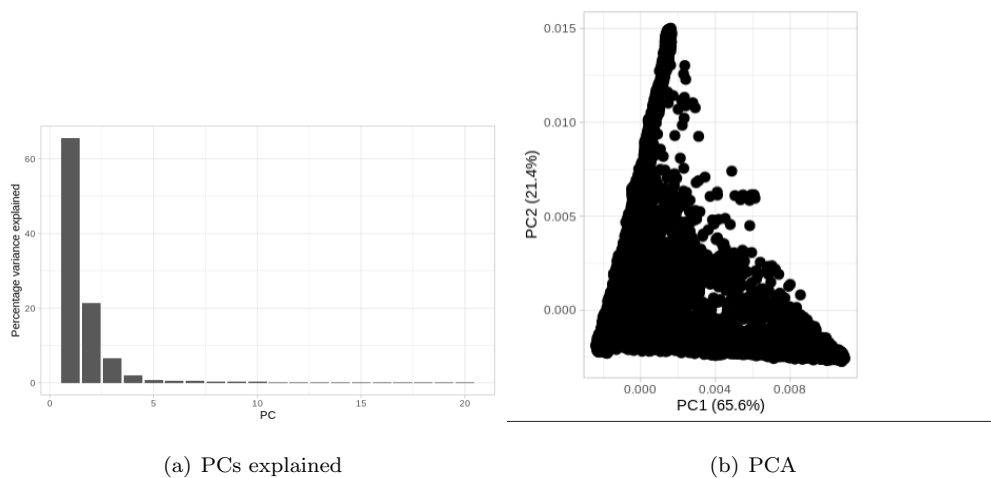 Percentage variance explained
60
40
20
0
0
5
10
15
20
PC
(a) PCs explained
PC2 (21.4%)
0.015
0.010
0.005
0.000
0.000
0.004
0.008
PC1 (65.6%)
(b) PCA